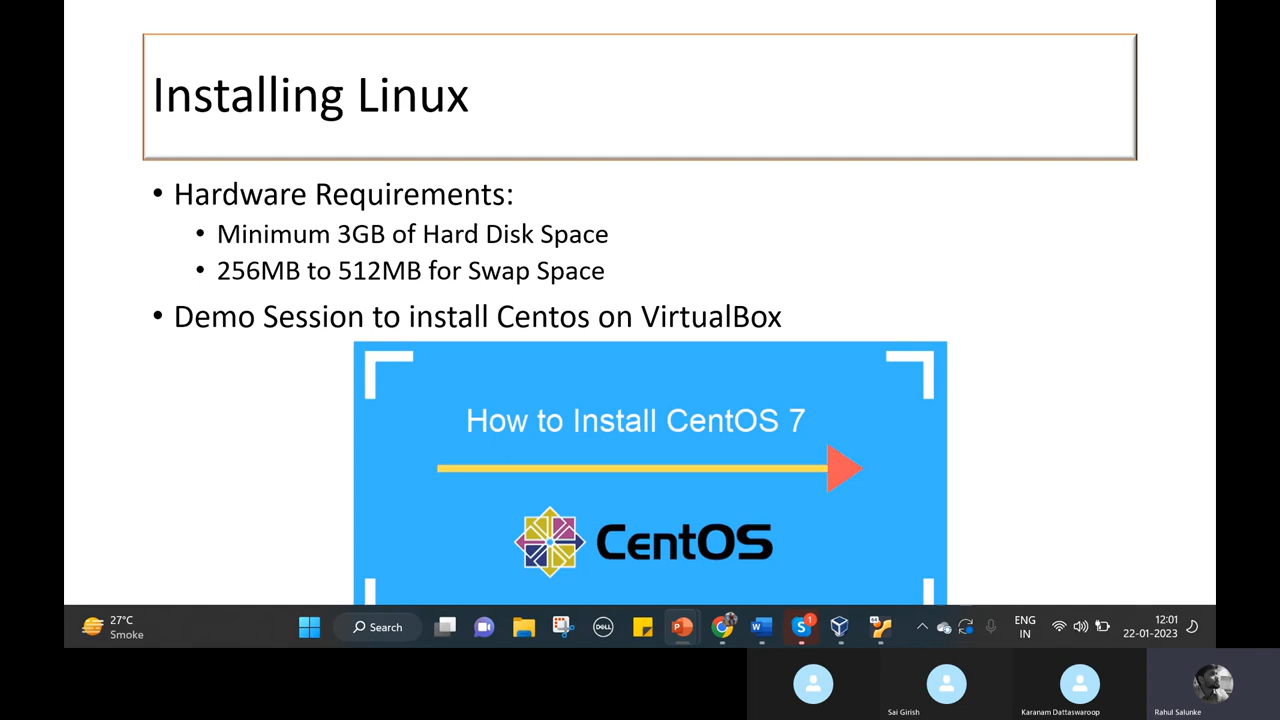 Installing Linux
• Hardware Requirements:
• Minimum 3GB of Hard Disk Space
• 256MB to 512MB for Swap Space
• Demo Session to install Centos on VirtualBox
How to Install CentOS 7
CentOS
27°C
Smoke
Search
DELL
P
W
S
1
ENG
IN
12:01
22-01-2023
Sai Girish
Karanam Dattaswaroop
Rahul Salunke